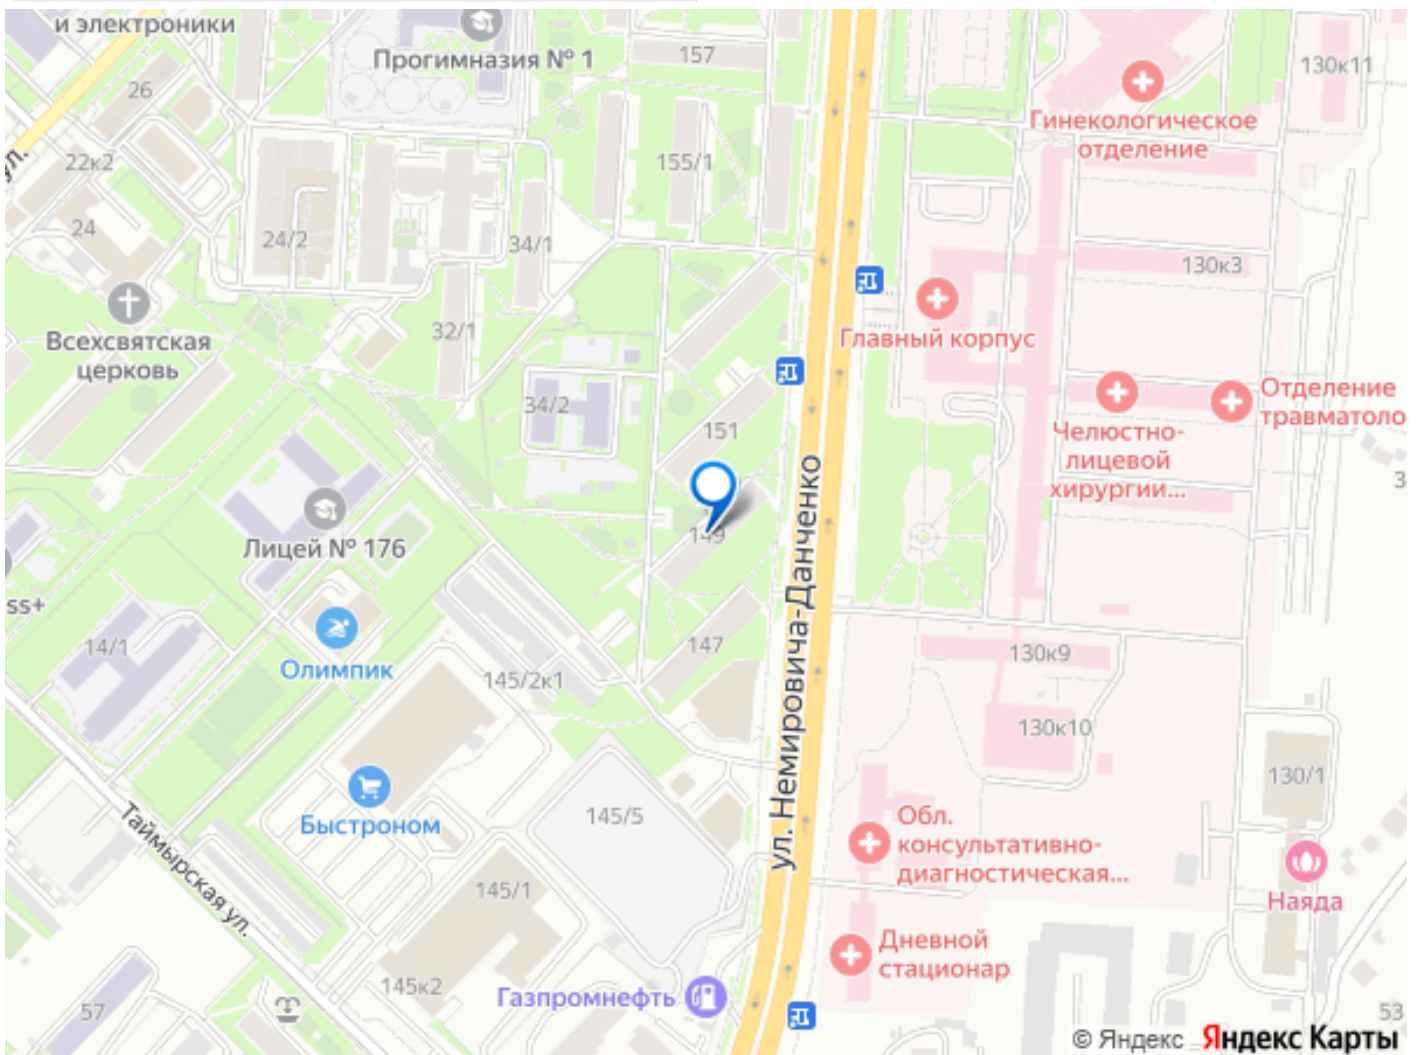 и электроники
Прогимназия № 1
157
130к11
26
Гинекологическое
отделение
ул.
22к2
155/1
24
24/2
34/1
130к3
Всехсвятская
церковь
32/1
Главный корпус
34/2
151
Отделение
травматоло
Челюстно-
лицевой
хирургии...
3
Лицей № 176
149
ул. Немировича-Данченко
ss+
14/1
Олимпик
145/2к1
147
130к9
130к10
130/1
Быстроном
145/5
Обл.
консультативно-
диагностическая...
Таймырская ул.
145/1
Наяда
Дневной
стационар
145к2
Газпромнефть
57
53
© Яндекс Яндекс Карты